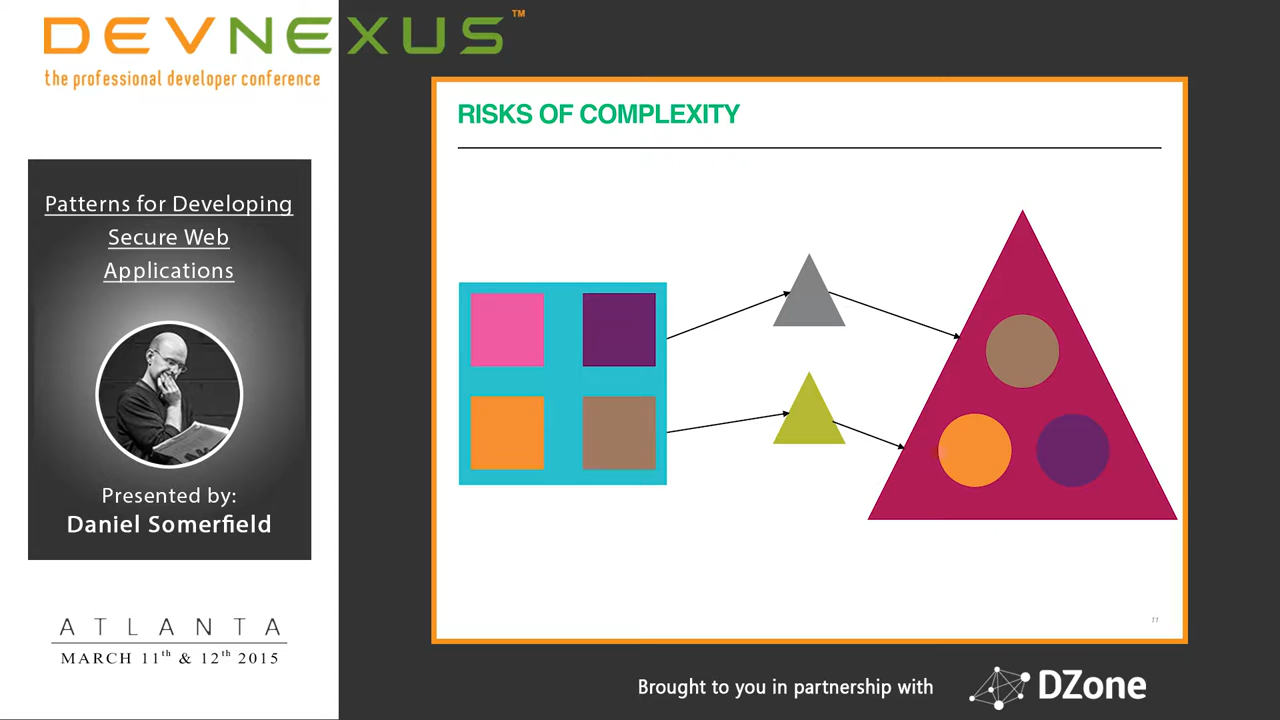 DEVNEXUS™
the professional developer conference
Patterns for Developing
Secure Web
Applications
Presented by:
Daniel Somerfield
ATLANTA
MARCH 11th & 12th 2015
RISKS OF COMPLEXITY
11
Brought to you in partnership with DZone